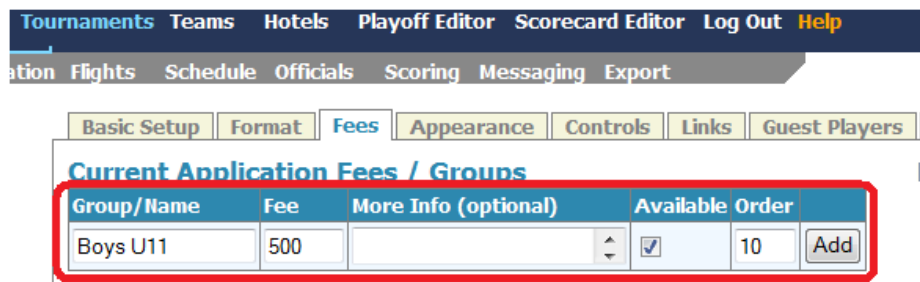 Tournaments Teams Hotels Playoff Editor Scorecard Editor Log Out Help
ation Flights Schedule Officials Scoring Messaging Export
Basic Setup Format Fees Appearance Controls Links Guest Players
Current Application Fees / Groups
Group/Name Fee More Info (optional) Available Order
Boys U11 500 10 Add